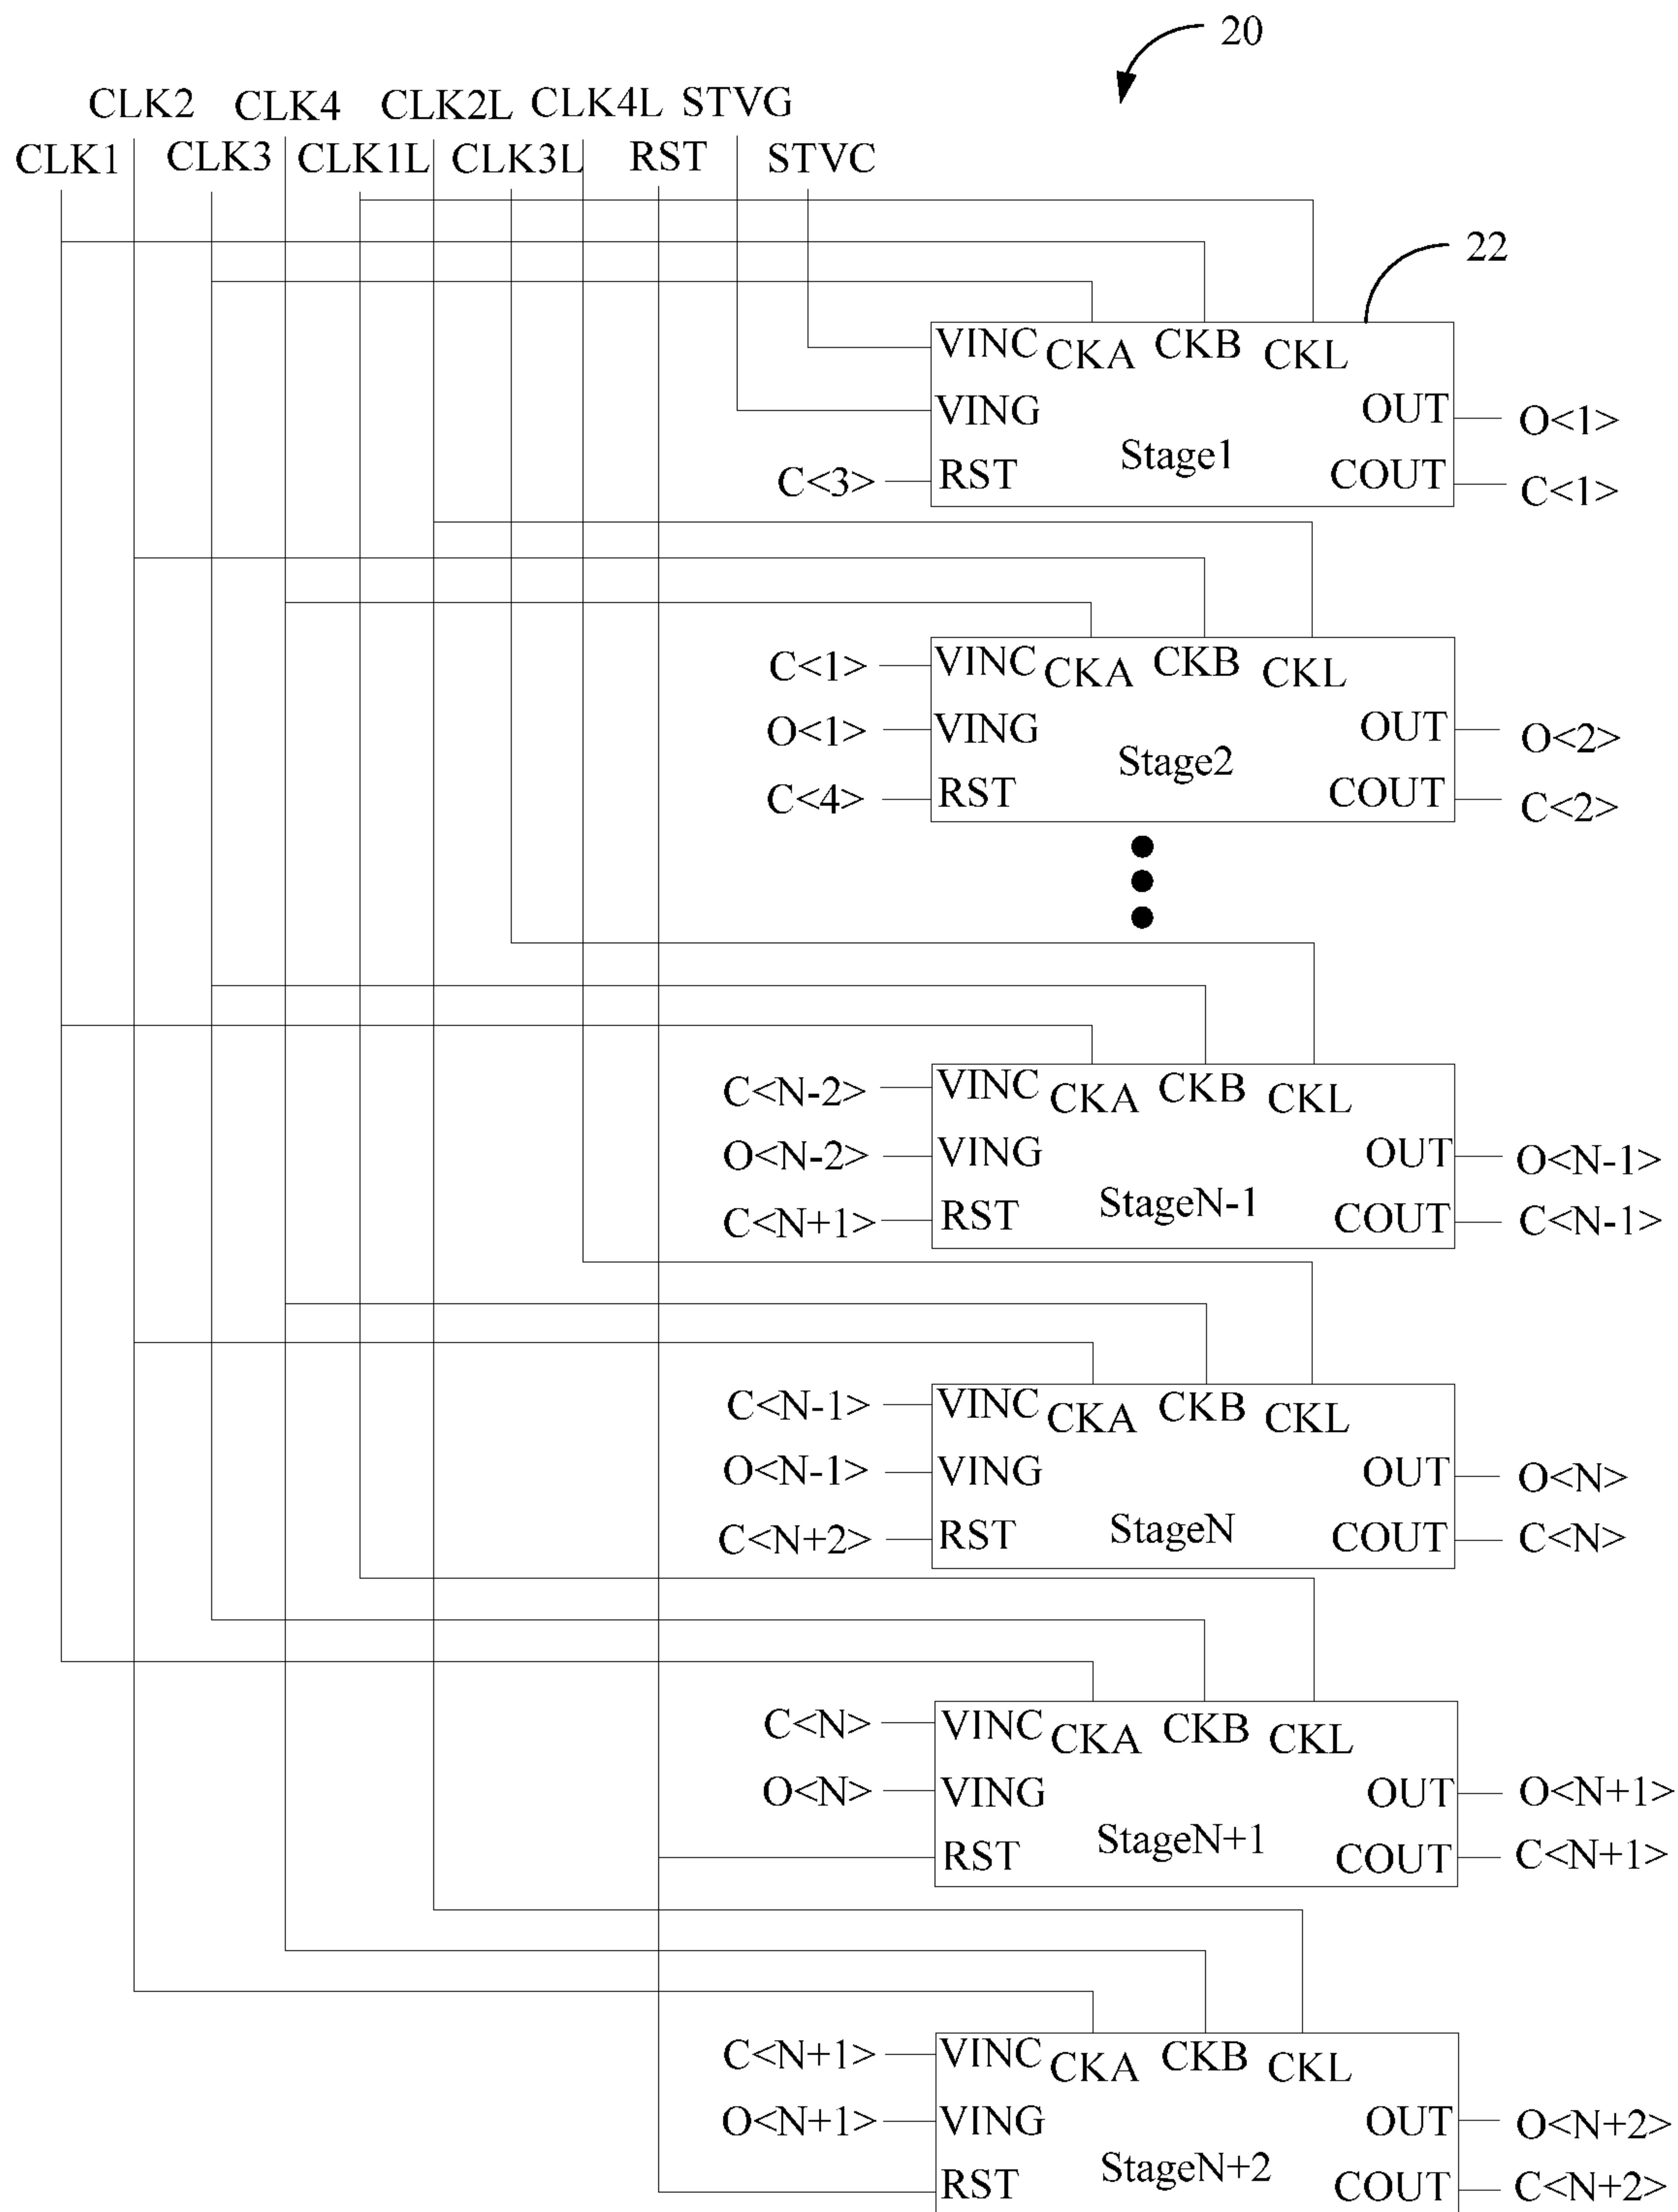 20
CLK2 CLK4 CLK2L CLK4L STVG
CLK1 CLK3 CLK1L CLK3L RST STVC
22
VINC CKA CKB CKL
VING OUT O<1>
C<3> RST Stage1 COUT C<1>
C<1> VINC CKA CKB CKL
O<1> VING OUT O<2>
C<4> RST Stage2 COUT C<2>
C<N-2> VINC CKA CKB CKL
O<N-2> VING OUT O<N-1>
C<N+1> RST StageN-1 COUT C<N-1>
C<N-1> VINC CKA CKB CKL
O<N-1> VING OUT O<N>
C<N+2> RST StageN COUT C<N>
C<N> VINC CKA CKB CKL
O<N> VING OUT O<N+1>
RST StageN+1 COUT C<N+1>
C<N+1> VINC CKA CKB CKL
O<N+1> VING OUT O<N+2>
RST StageN+2 COUT C<N+2>